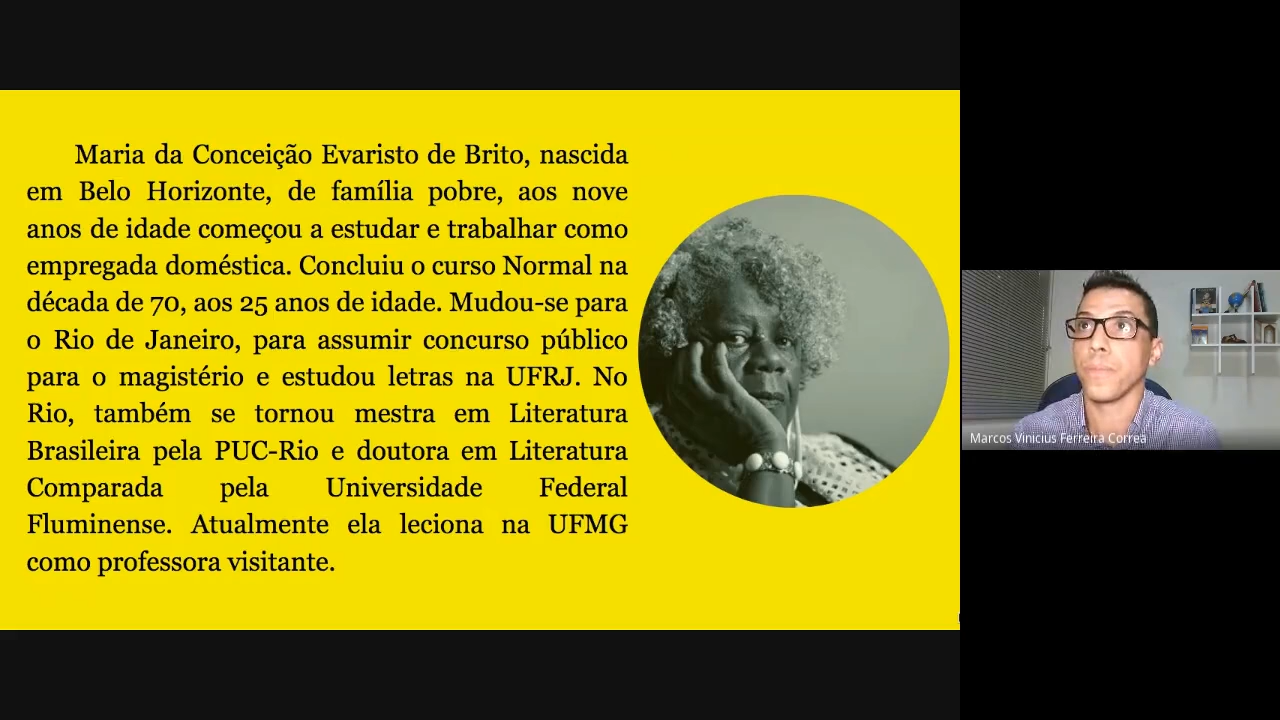 Maria da Conceição Evaristo de Brito, nascida
em Belo Horizonte, de família pobre, aos nove
anos de idade começou a estudar e trabalhar como
empregada doméstica. Concluiu o curso Normal na
década de 70, aos 25 anos de idade. Mudou-se para
o Rio de Janeiro, para assumir concurso público
para o magistério e estudou letras na UFRJ. No
Rio, também se tornou mestra em Literatura
Brasileira pela PUC-Rio e doutora em Literatura
Comparada pela Universidade Federal
Fluminense. Atualmente ela leciona na UFMG
como professora visitante.
Marcos Vinicius Ferreira Correa